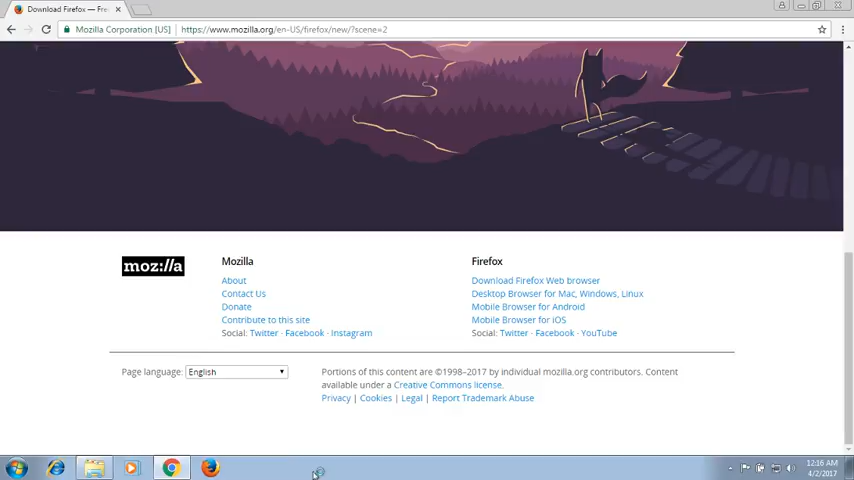 Download Firefox — Fre
Mozilla Corporation [US] https://www.mozilla.org/en-US/firefox/new/?scene=2
moz://a
Mozilla
About
Contact Us
Donate
Contribute to this site
Social: Twitter · Facebook · Instagram
Firefox
Download Firefox Web browser
Desktop Browser for Mac, Windows, Linux
Mobile Browser for Android
Mobile Browser for iOS
Social: Twitter · Facebook · YouTube
Page language: English
Portions of this content are ©1998–2017 by individual mozilla.org contributors. Content
available under a Creative Commons license.
Privacy | Cookies | Legal | Report Trademark Abuse
12:16 AM
4/2/2017